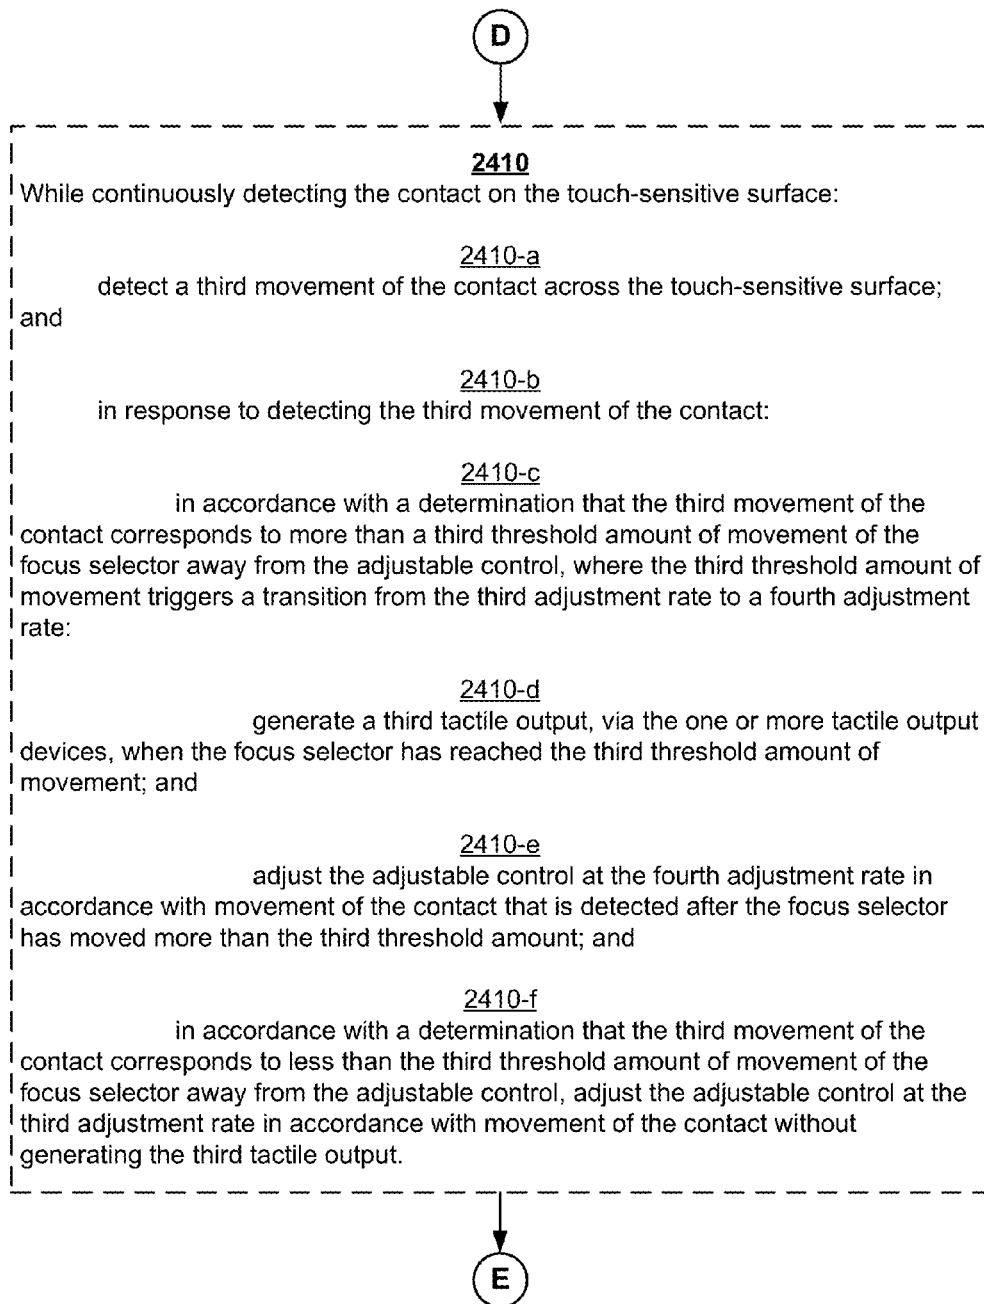 D
2410
While continuously detecting the contact on the touch-sensitive surface:
2410-a
detect a third movement of the contact across the touch-sensitive surface;
and
2410-b
in response to detecting the third movement of the contact:
2410-c
in accordance with a determination that the third movement of the
contact corresponds to more than a third threshold amount of movement of the
focus selector away from the adjustable control, where the third threshold amount of
movement triggers a transition from the third adjustment rate to a fourth adjustment
rate:
2410-d
generate a third tactile output, via the one or more tactile output
devices, when the focus selector has reached the third threshold amount of
movement; and
2410-e
adjust the adjustable control at the fourth adjustment rate in
accordance with movement of the contact that is detected after the focus selector
has moved more than the third threshold amount; and
2410-f
in accordance with a determination that the third movement of the
contact corresponds to less than the third threshold amount of movement of the
focus selector away from the adjustable control, adjust the adjustable control at the
third adjustment rate in accordance with movement of the contact without
generating the third tactile output.
E